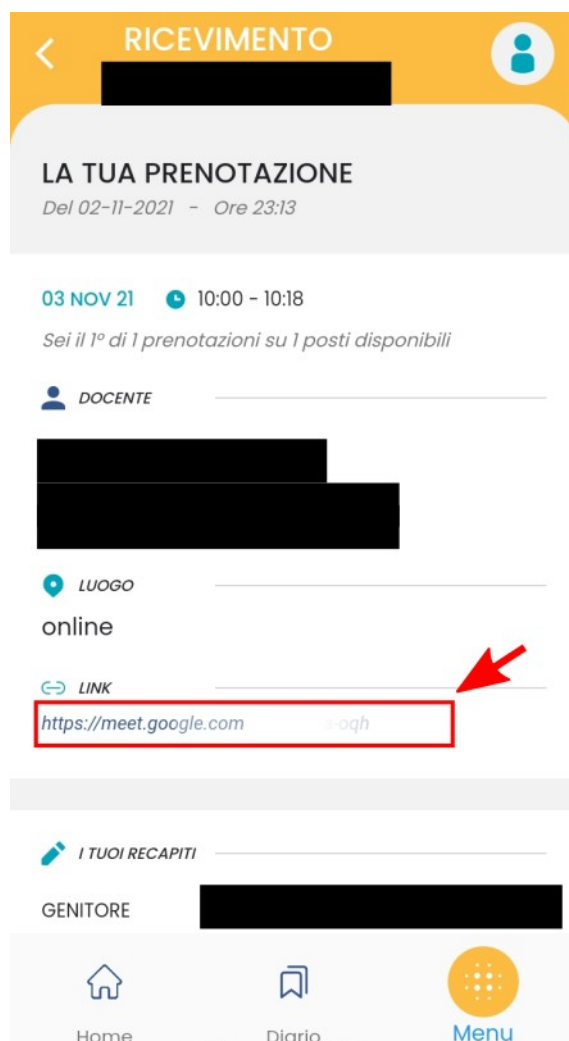 RICEVIMENTO
LA TUA PRENOTAZIONE
Del 02-11-2021 - Ore 23:13
03 NOV 21 10:00 - 10:18
Sei il 1° di 1 prenotazioni su 1 posti disponibili
DOCENTE
LUOGO
online
LINK
https://meet.google.com -oqh
I TUOI RECAPITI
GENITORE
Home Diario Menu